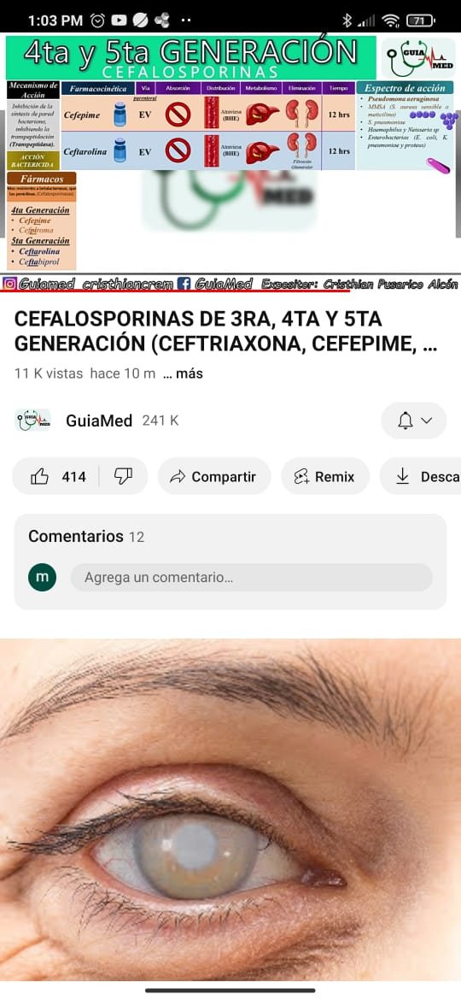 1:03 PM
71
4ta y 5ta GENERACIÓN
CEFALOSPORINAS
GUIA
MED
Mecanismo de Acción
Inhibición de la
síntesis de pared
bacteriana,
inhibiendo la
transpeptidación
(Transpeptidasa).
ACCIÓN
BACTERICIDA
Farmacocinética
Vía
parenteral
Absorción
Distribución
Metabolismo
Eliminación
Tiempo
Cefepime
EV
Atraviesa
(BHE)
12 hrs
Ceftarolina
EV
Atraviesa
(BHE)
Filtración
Glomerular
12 hrs
Espectro de acción
• Pseudomona aeruginosa
• MMSA (S. aureus sensible a
meticilina)
• S. pneumoniae
• Haemophilus y Neisseria sp
• Enterobacterias (E. coli, K.
pneumoniae y proteus)
Fármacos
4ta Generación
• Cefepime
• Cefpiroma
5ta Generación
• Ceftarolina
• Ceftabiprol
MED
Guiamed_cristhiancrem
GuiaMed
Expositor: Cristhian Pusarico Alcón
CEFALOSPORINAS DE 3RA, 4TA Y 5TA
GENERACIÓN (CEFTRIAXONA, CEFEPIME, ...
11 K vistas hace 10 m ... más
GUIA
MED
GuiaMed 241 K
414
Compartir
Remix
Desca
Comentarios 12
m
Agrega un comentario...